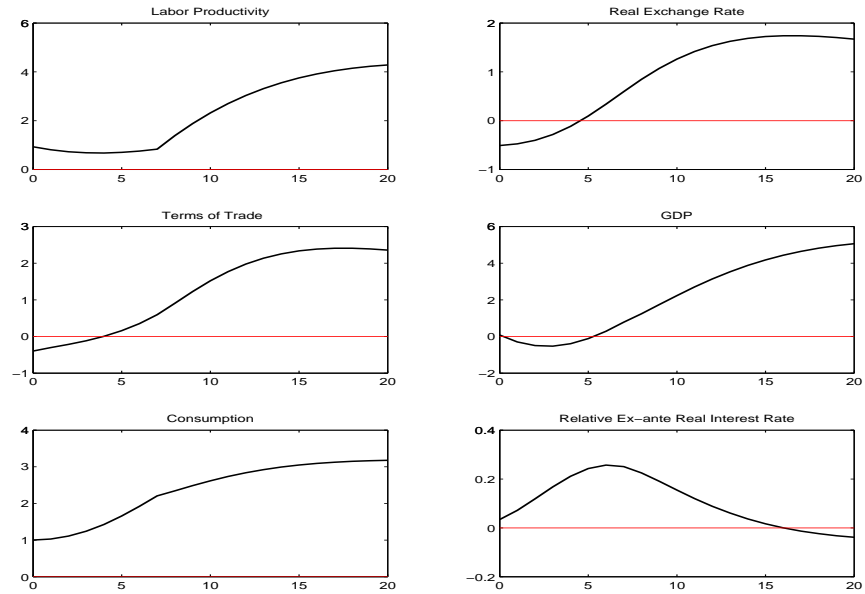 Labor Productivity
6
4
2
0
0 5 10 15 20
Real Exchange Rate
2
1
0
−1
0 5 10 15 20
Terms of Trade
3
2
1
0
−1
0 5 10 15 20
GDP
6
4
2
0
−2
0 5 10 15 20
Consumption
4
3
2
1
0
0 5 10 15 20
Relative Ex−ante Real Interest Rate
0.4
0.2
0
−0.2
0 5 10 15 20